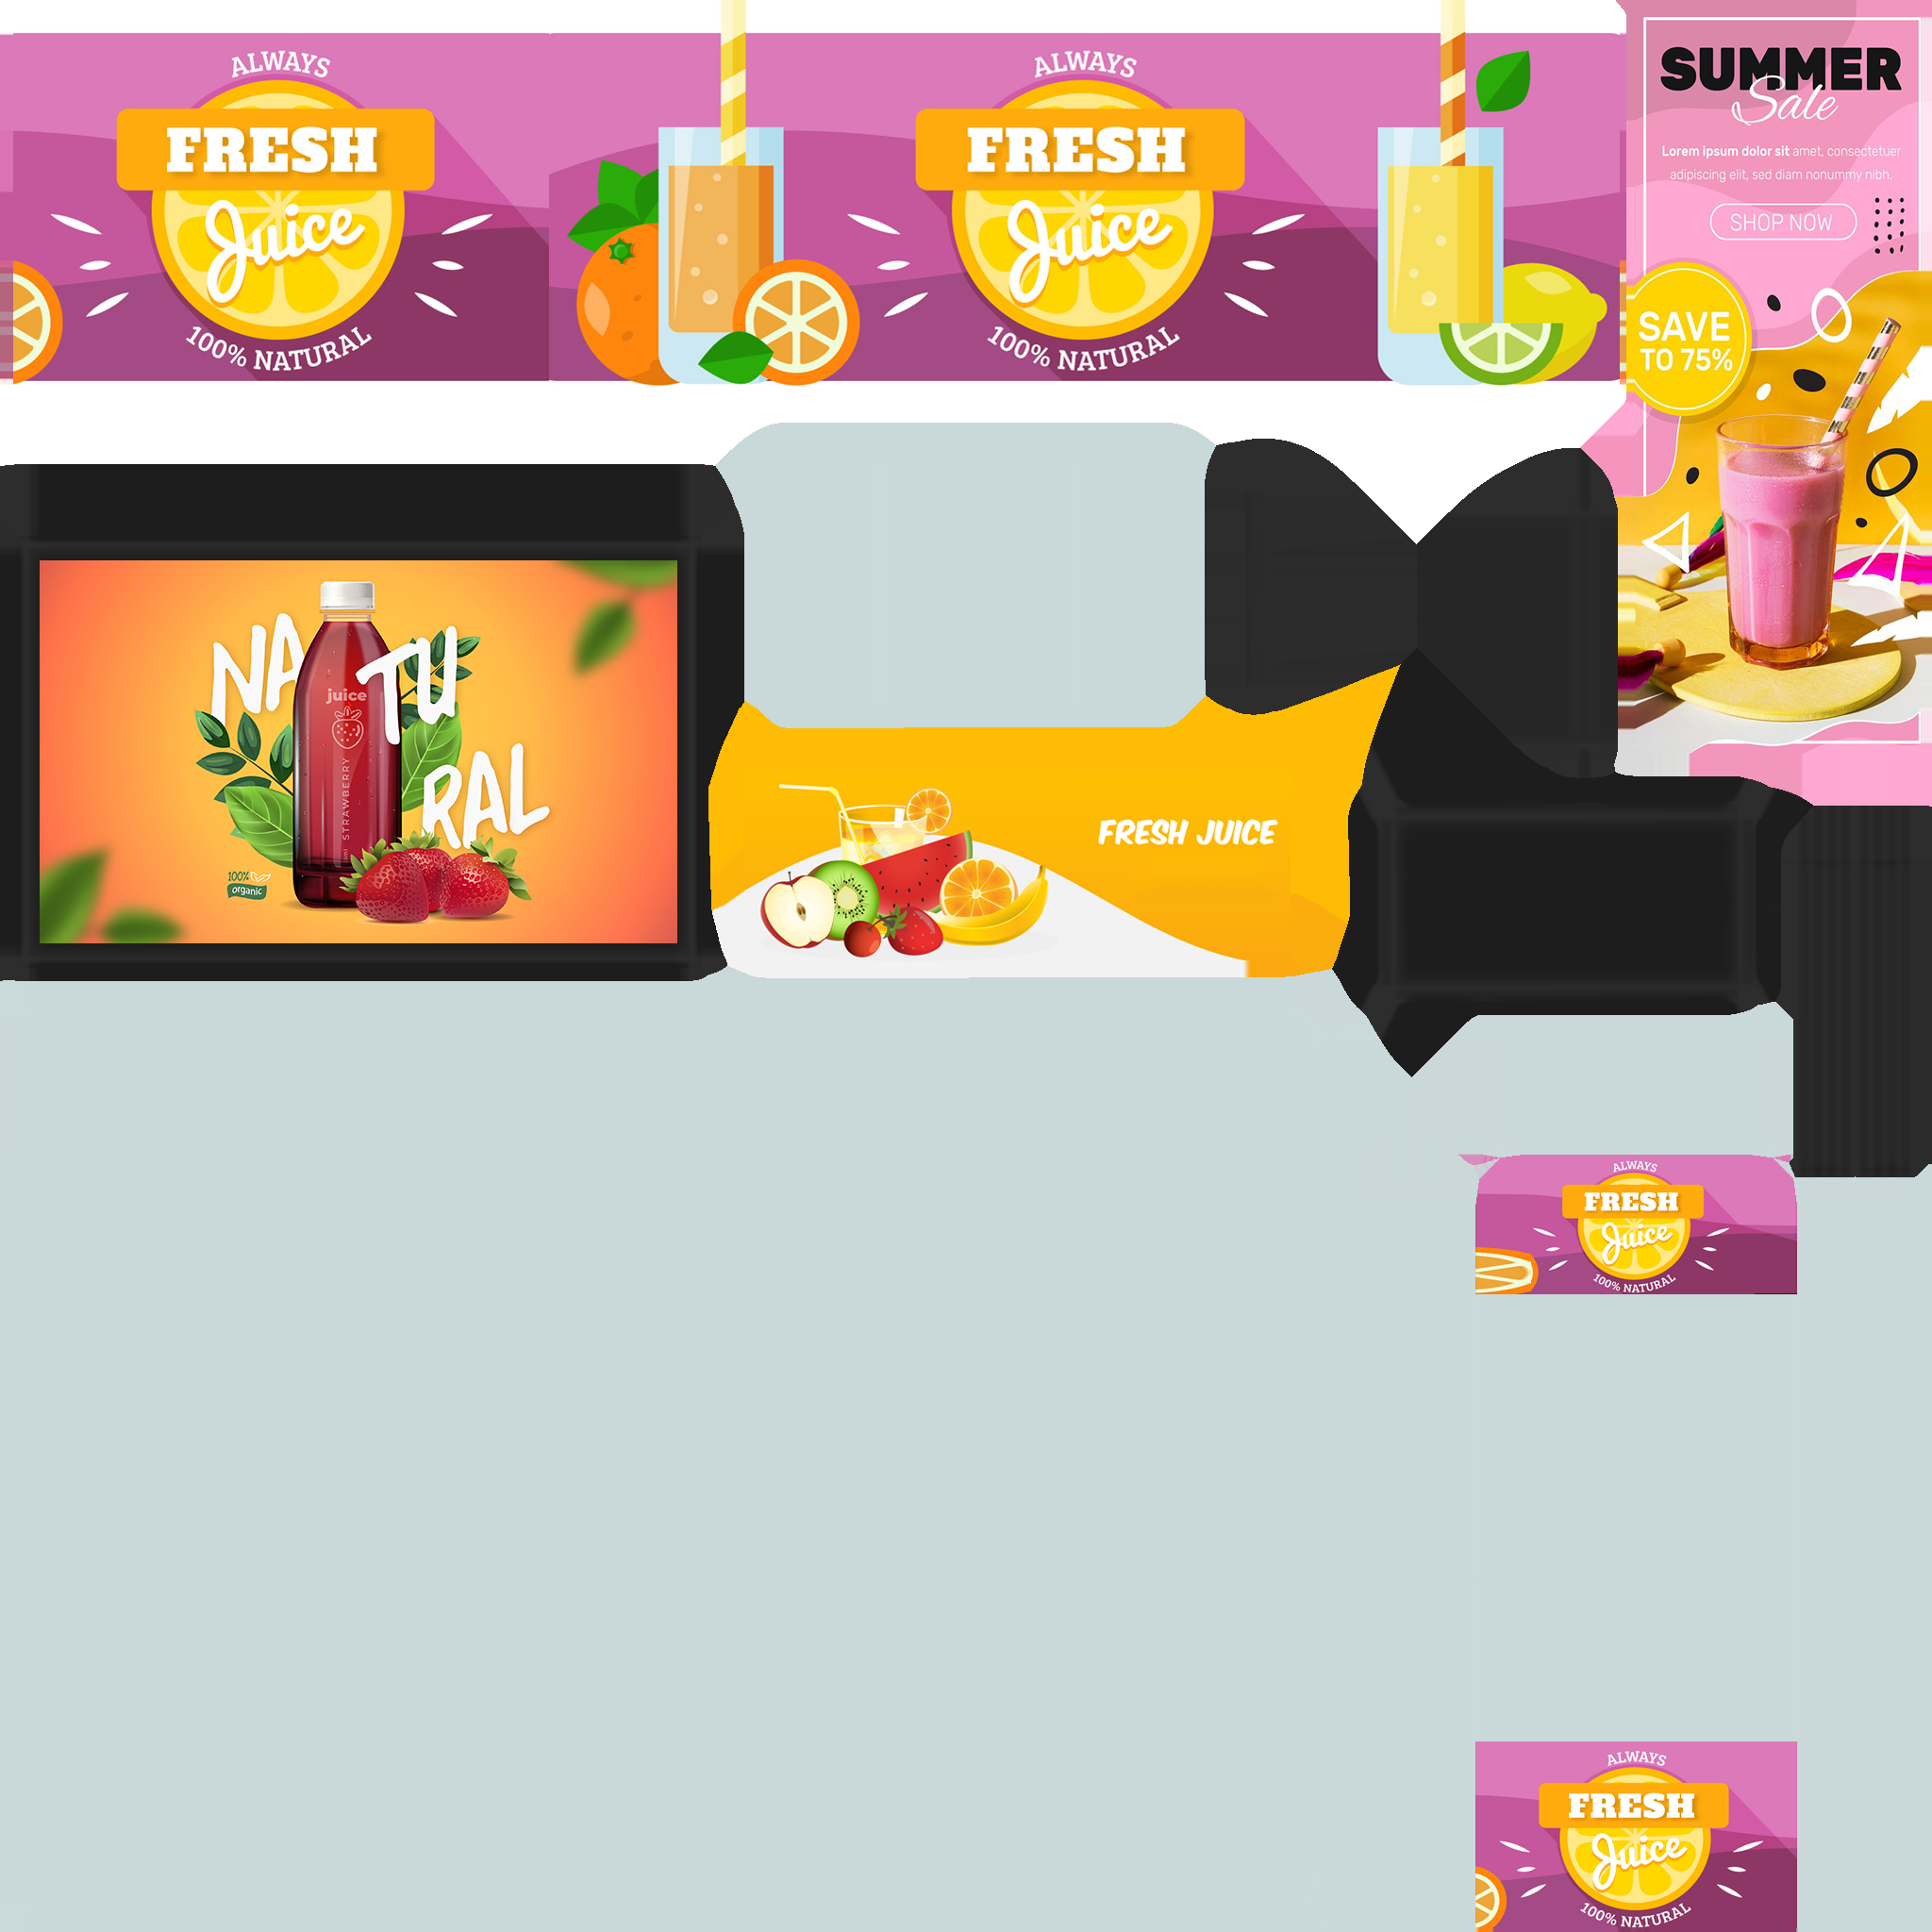 ALWAYS
FRESH
Juice
100% NATURAL
ALWAYS
FRESH
Juice
100% NATURAL
SUMMER
Sale
Lorem ipsum dolor sit amet, consectetuer
adipiscing elit, sed diam nonummy nibh.
SHOP NOW
SAVE
TO 75%
NA TU
RAL
juice
STRAWBERRY
100%
organic
FRESH JUICE
ALWAYS
FRESH
Juice
100% NATURAL
ALWAYS
FRESH
Juice
100% NATURAL